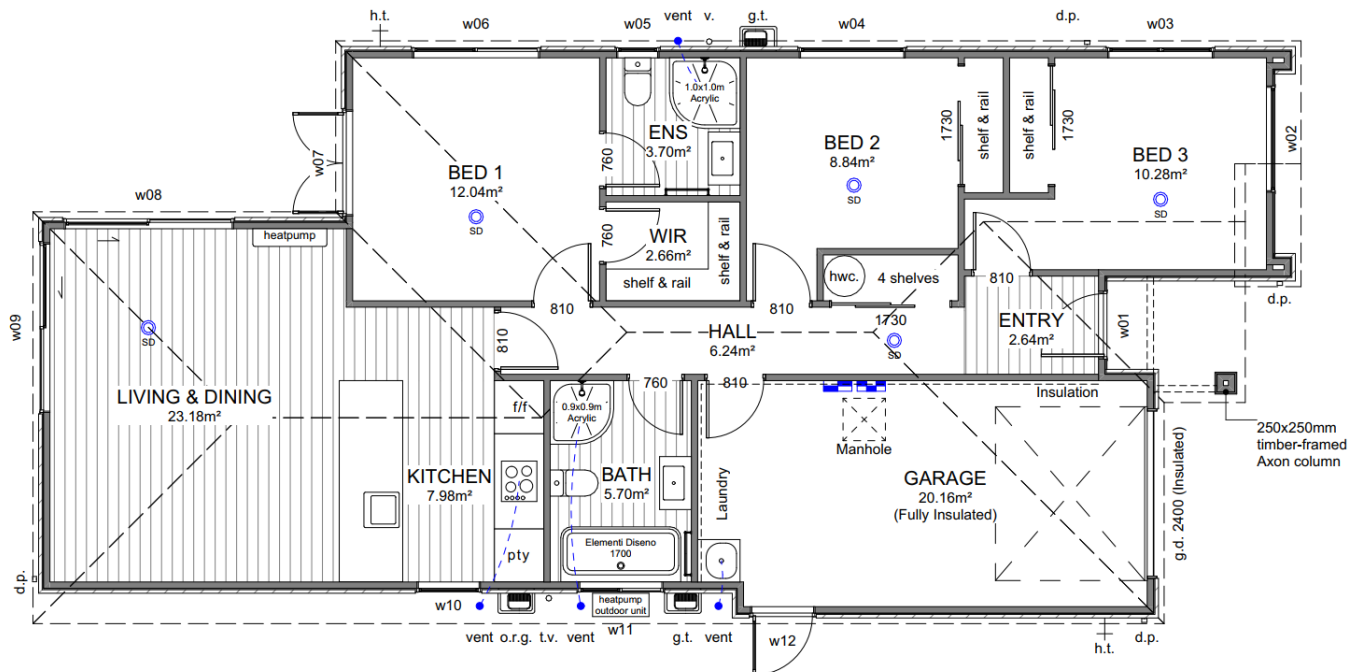 h.t.
w06
w05
vent
v.
g.t.
w04
d.p.
w03
1.0x1.0m
Acrylic
ENS
3.70m²
760
BED 1
12.04m²
SD
w07
BED 2
8.84m²
SD
1730
shelf & rail
shelf & rail
1730
BED 3
10.28m²
SD
w02
w08
heatpump
760
WIR
2.66m²
shelf & rail
shelf & rail
hwc.
4 shelves
810
d.p.
w09
SD
810
810
HALL
6.24m²
810
1730
SD
ENTRY
2.64m²
w01
LIVING & DINING
23.18m²
f/f
0.9x0.9m
Acrylic
760
810
Insulation
Manhole
250x250mm
timber-framed
Axon column
KITCHEN
7.98m²
BATH
5.70m²
Laundry
GARAGE
20.16m²
(Fully Insulated)
g.d. 2400 (Insulated)
pty
Elementi Diseno
1700
d.p.
w10
heatpump
outdoor unit
vent
o.r.g.
t.v.
vent
w11
g.t.
vent
w12
h.t.
d.p.